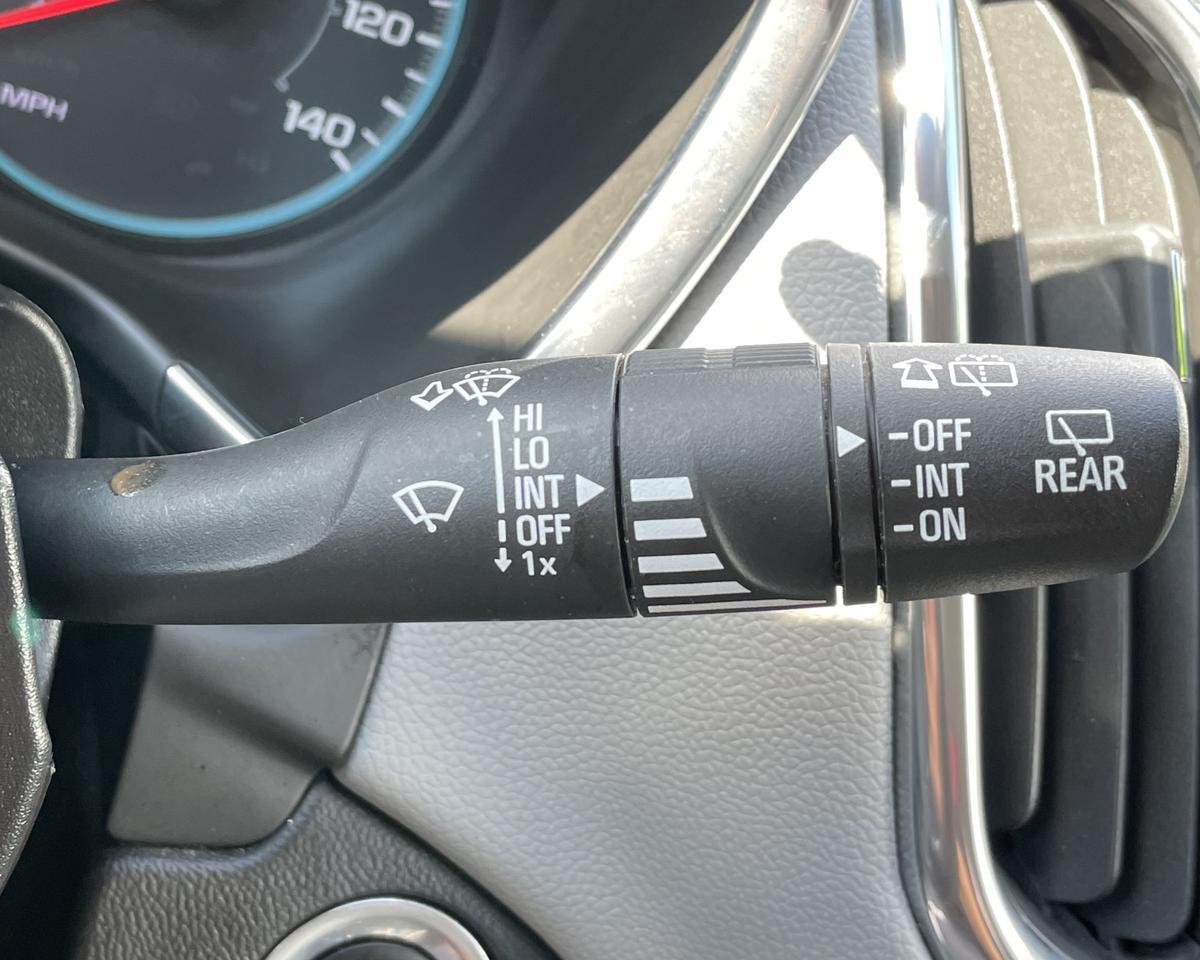 120
MPH
140
HI
LO
INT
OFF
1x
-OFF
-INT
-ON
REAR